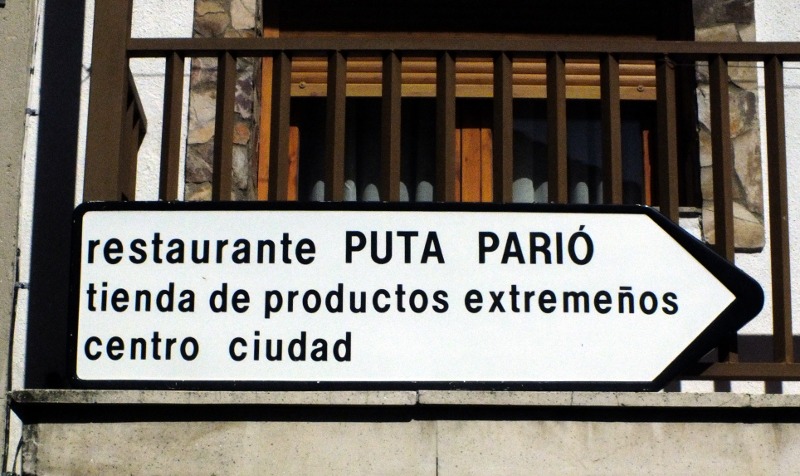 restaurante PUTA PARIÓ
tienda de productos extremeños
centro ciudad